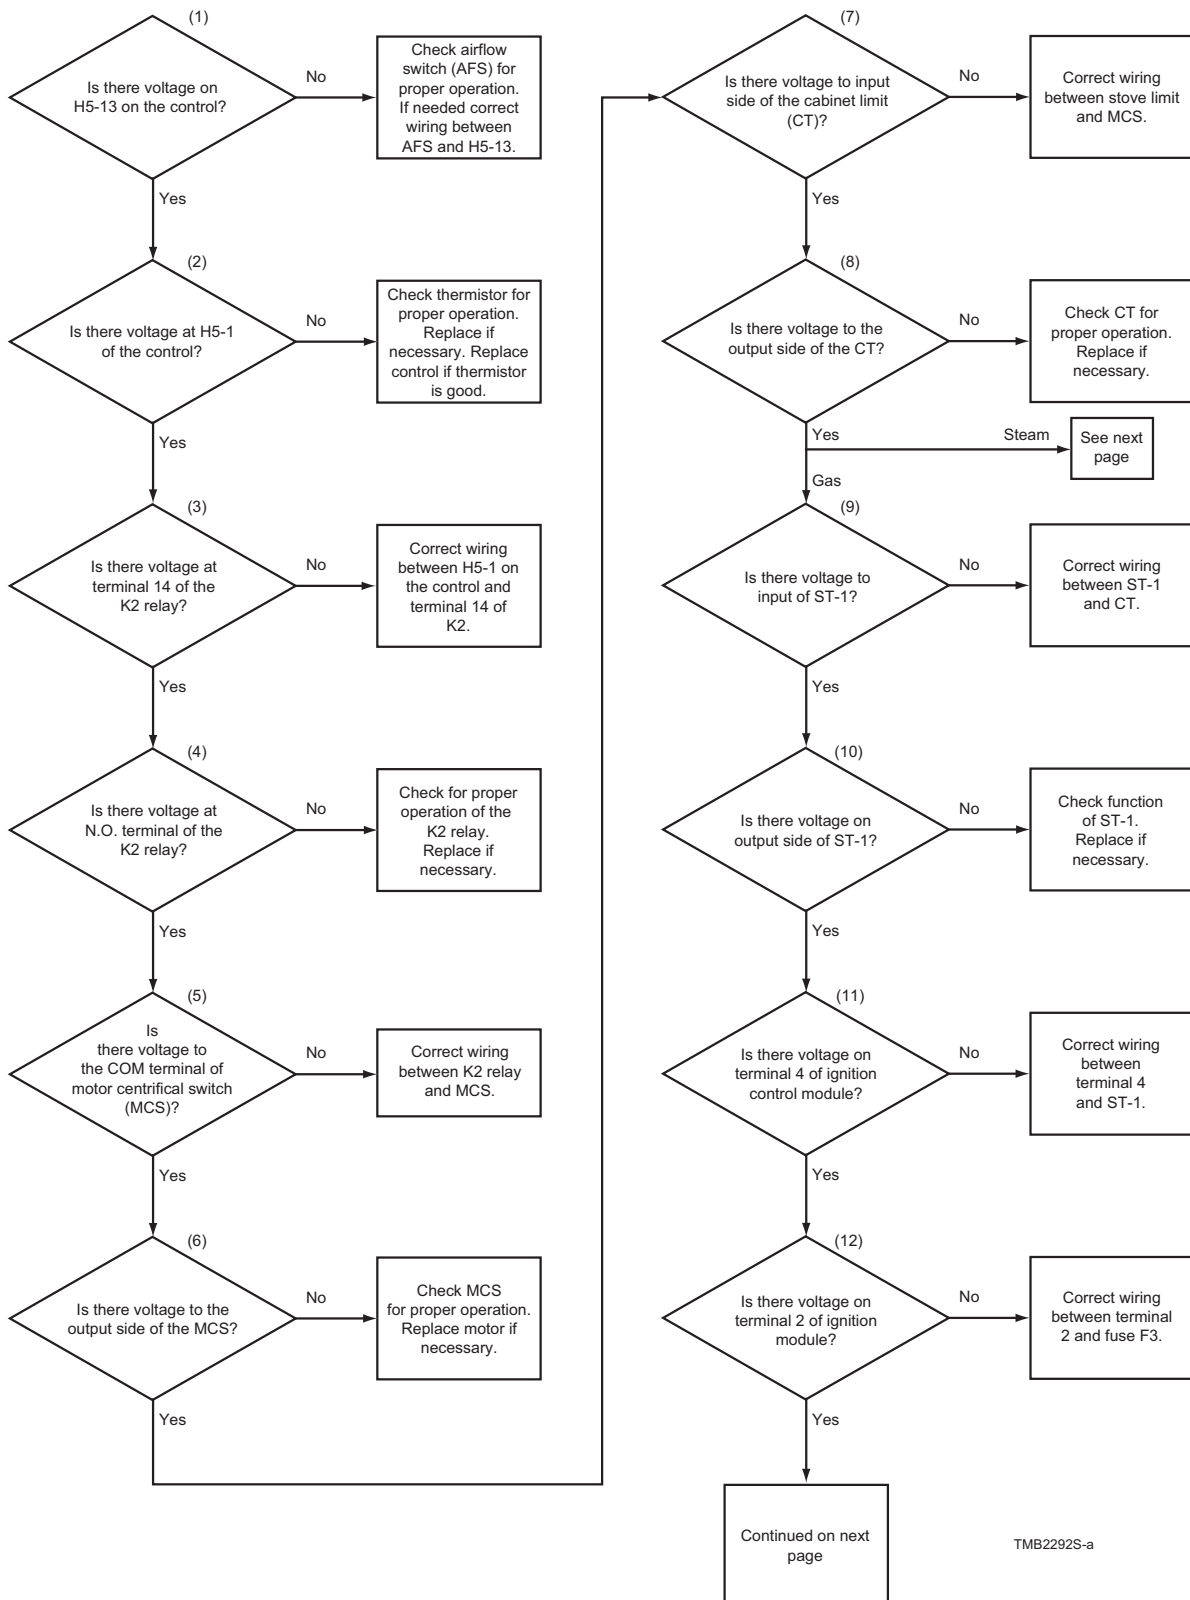 (1)
Is there voltage on
H5-13 on the control?
No
Check airflow
switch (AFS) for
proper operation.
If needed correct
wiring between
AFS and H5-13.
Yes
(2)
Is there voltage at H5-1
of the control?
No
Check thermistor for
proper operation.
Replace if
necessary. Replace
control if thermistor
is good.
Yes
(3)
Is there voltage at
terminal 14 of the
K2 relay?
No
Correct wiring
between H5-1 on
the control and
terminal 14 of
K2.
Yes
(4)
Is there voltage at
N.O. terminal of the
K2 relay?
No
Check for proper
operation of the
K2 relay.
Replace if
necessary.
Yes
(5)
Is
there voltage to
the COM terminal of
motor centrifical switch
(MCS)?
No
Correct wiring
between K2 relay
and MCS.
Yes
(6)
Is there voltage to the
output side of the MCS?
No
Check MCS
for proper operation.
Replace motor if
necessary.
Yes
(7)
Is there voltage to input
side of the cabinet limit
(CT)?
No
Correct wiring
between stove limit
and MCS.
Yes
(8)
Is there voltage to the
output side of the CT?
No
Check CT for
proper operation.
Replace if
necessary.
Yes
Steam
See next
page
Gas
(9)
Is there voltage to
input of ST-1?
No
Correct wiring
between ST-1
and CT.
Yes
(10)
Is there voltage on
output side of ST-1?
No
Check function
of ST-1.
Replace if
necessary.
Yes
(11)
Is there voltage on
terminal 4 of ignition
control module?
No
Correct wiring
between
terminal 4
and ST-1.
Yes
(12)
Is there voltage on
terminal 2 of ignition
module?
No
Correct wiring
between terminal
2 and fuse F3.
Yes
Continued on next
page
TMB2292S-a